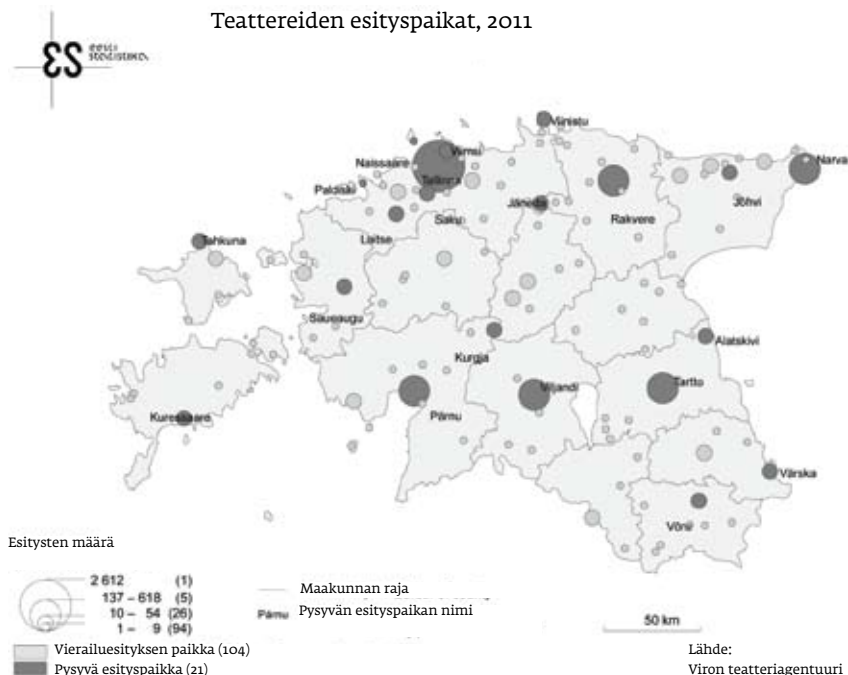 Teattereiden esityspaikat, 2011
ES
Viinistu
Viimsi
Naissaare
Narva
Paldiski
Tallinna
Jäneda
Jõhvi
Saku
Rakvere
Tahkuna
Laitse
Saueaugu
Alatskivi
Kurgja
Viljandi
Tartto
Kuressaare
Pärnu
Värska
Esitysten määrä
2 612 (1)
137 – 618 (5)
10 – 54 (26)
1 – 9 (94)
Maakunnan raja
Pärnu Pysyvän esityspaikan nimi
50 km
Vierailuesityksen paikka (104)
Pysyvä esityspaikka (21)
Lähde:
Viron teatteriagentuuri